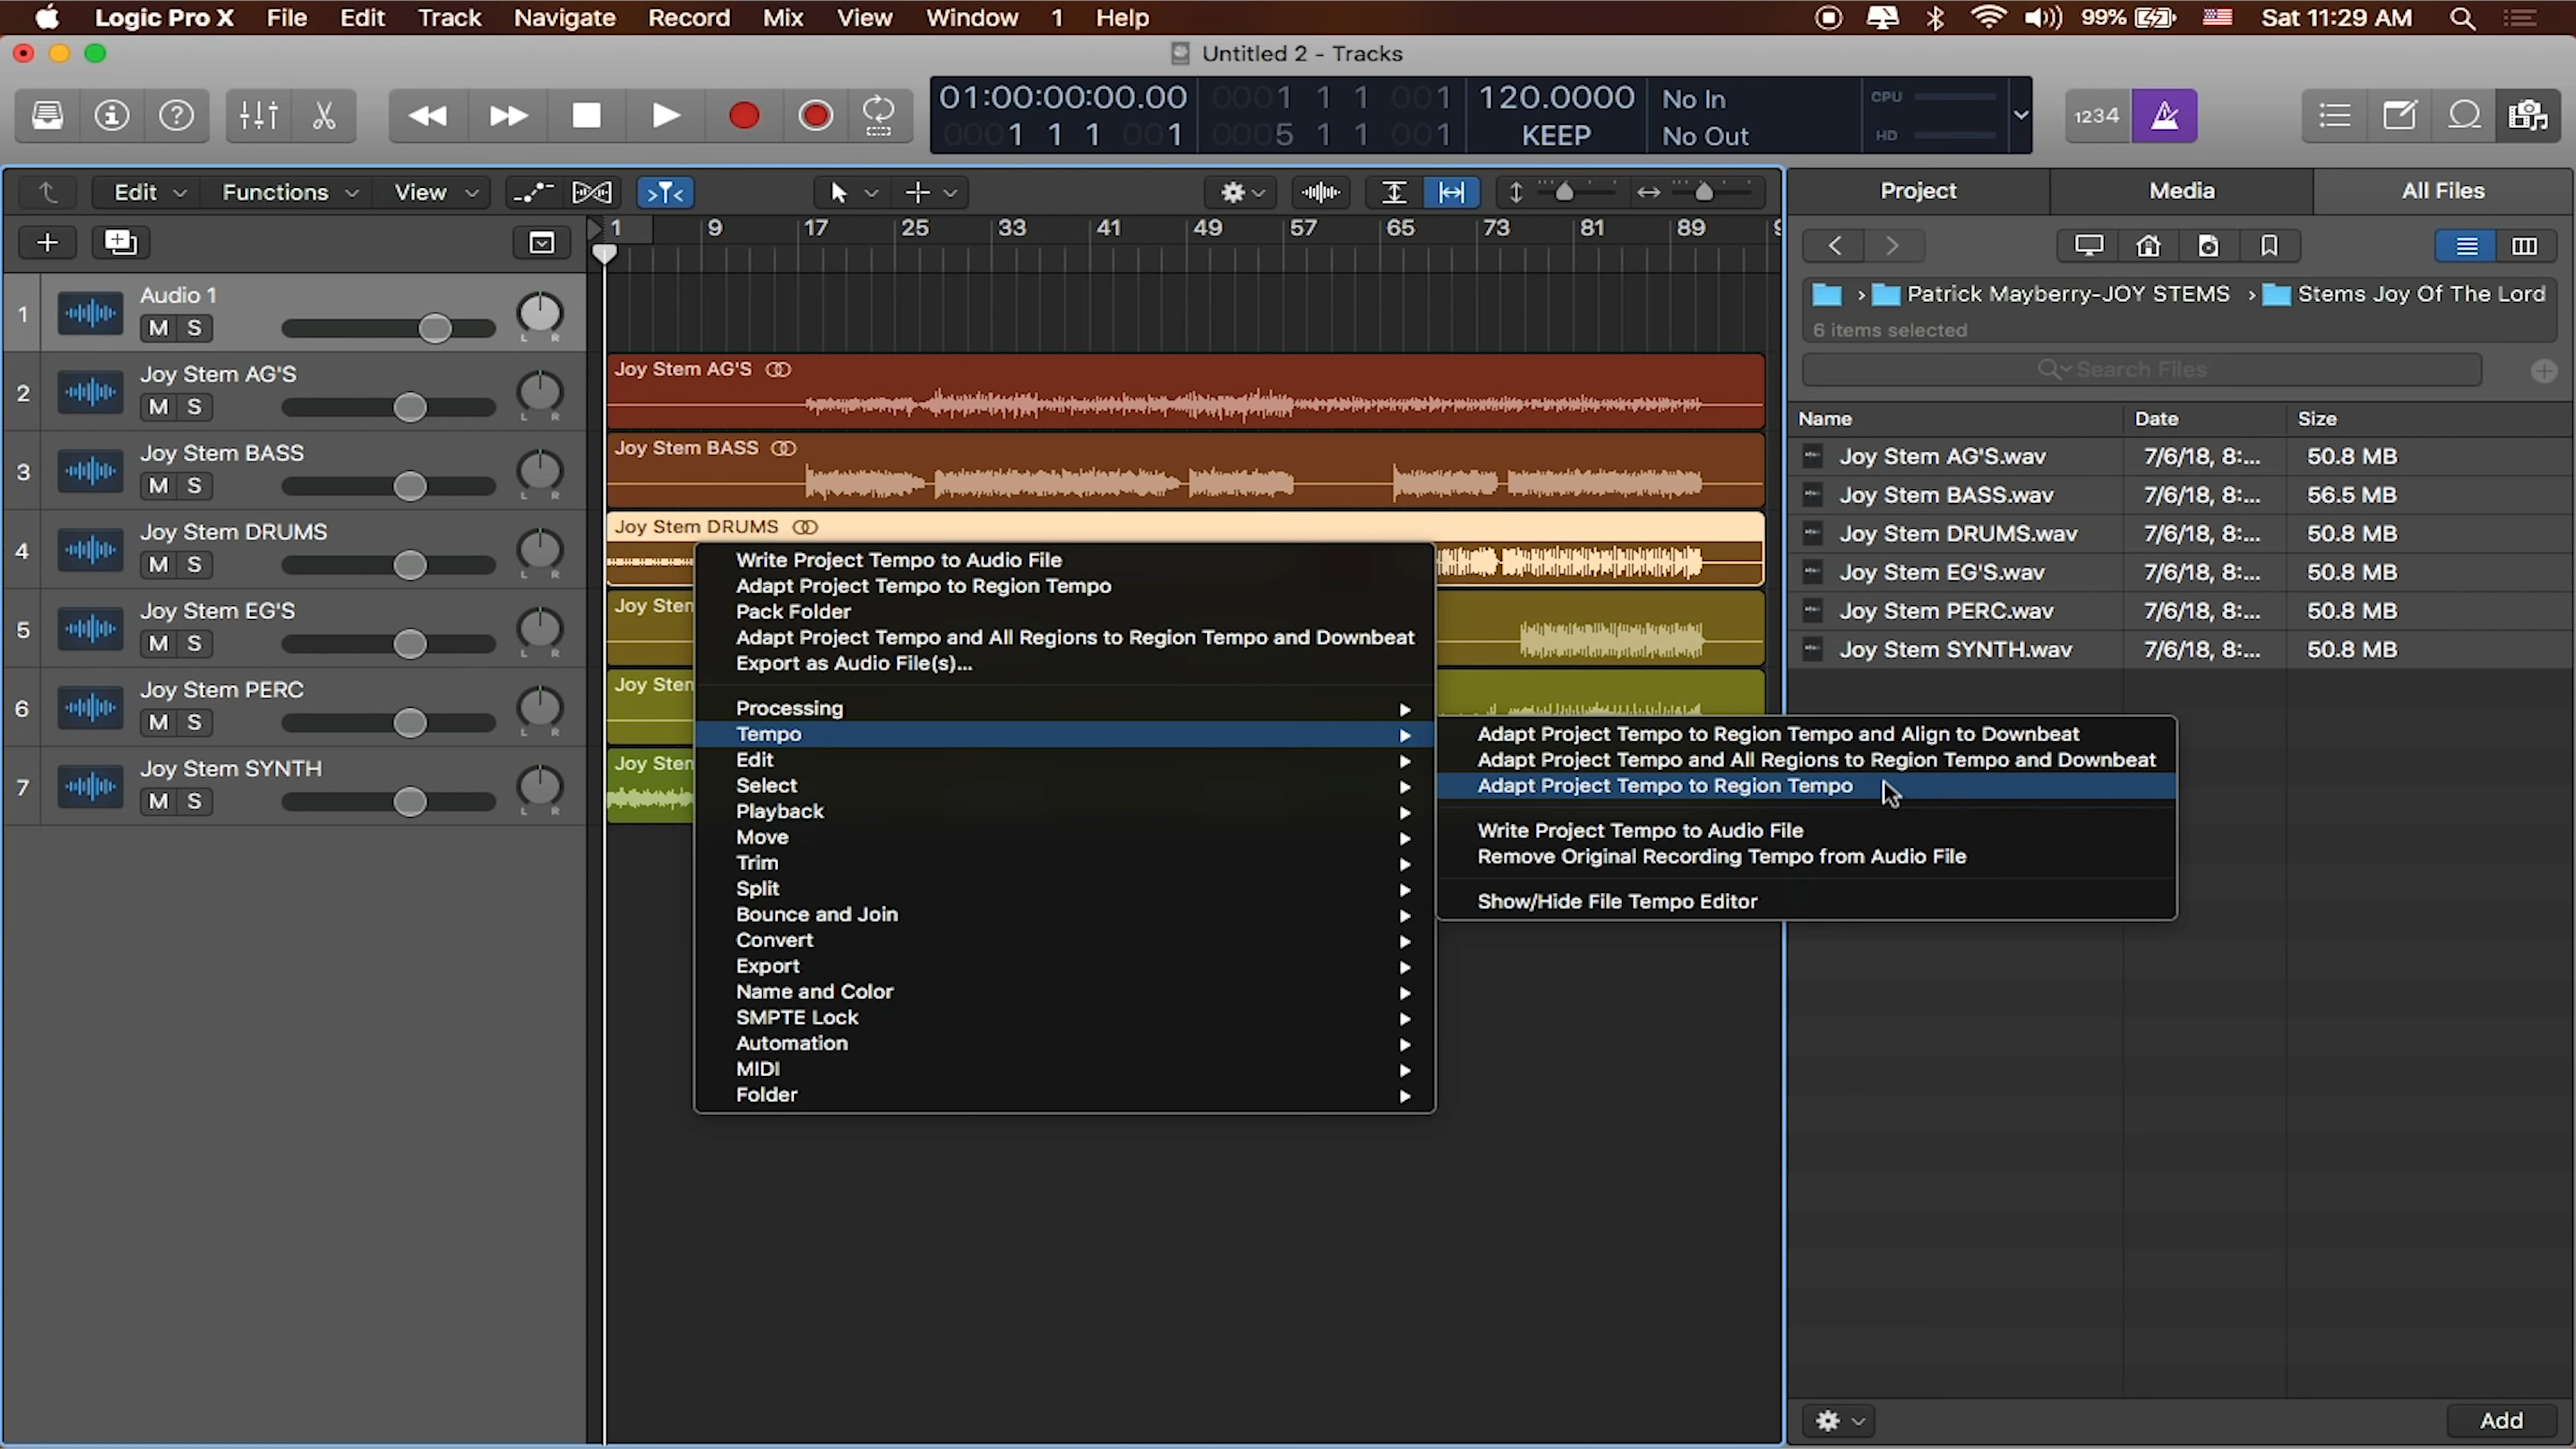 Logic Pro X File Edit Track Navigate Record Mix View Window 1 Help 99% Sat 11:29 AM
Untitled 2 - Tracks
01:00:00:00.00 0001 1 1 001 120.0000 No In CPU
0001 1 1 001 0005 1 1 001 KEEP No Out HD
1234
Edit Functions View
Project Media All Files
1 9 17 25 33 41 49 57 65 73 81 89
Patrick Mayberry-JOY STEMS Stems Joy Of The Lord
6 items selected
Search Files
Name Date Size
Joy Stem AG'S.wav 7/6/18, 8:... 50.8 MB
Joy Stem BASS.wav 7/6/18, 8:... 56.5 MB
Joy Stem DRUMS.wav 7/6/18, 8:... 50.8 MB
Joy Stem EG'S.wav 7/6/18, 8:... 50.8 MB
Joy Stem PERC.wav 7/6/18, 8:... 50.8 MB
Joy Stem SYNTH.wav 7/6/18, 8:... 50.8 MB
1 Audio 1
M S L R
2 Joy Stem AG'S
M S L R
3 Joy Stem BASS
M S L R
4 Joy Stem DRUMS
M S L R
5 Joy Stem EG'S
M S L R
6 Joy Stem PERC
M S L R
7 Joy Stem SYNTH
M S L R
Joy Stem AG'S
Joy Stem BASS
Joy Stem DRUMS
Joy Sten
Joy Sten
Joy Sten
Write Project Tempo to Audio File
Adapt Project Tempo to Region Tempo
Pack Folder
Adapt Project Tempo and All Regions to Region Tempo and Downbeat
Export as Audio File(s)...
Processing
Tempo
Edit
Select
Playback
Move
Trim
Split
Bounce and Join
Convert
Export
Name and Color
SMPTE Lock
Automation
MIDI
Folder
Adapt Project Tempo to Region Tempo and Align to Downbeat
Adapt Project Tempo and All Regions to Region Tempo and Downbeat
Adapt Project Tempo to Region Tempo
Write Project Tempo to Audio File
Remove Original Recording Tempo from Audio File
Show/Hide File Tempo Editor
Add